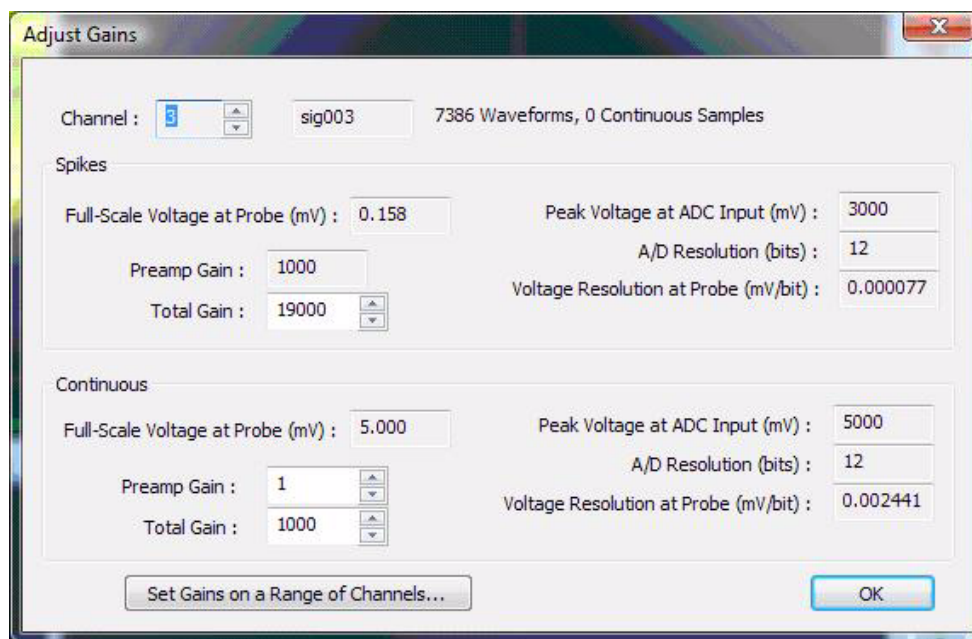 Adjust Gains
X
Channel : 3 sig003 7386 Waveforms, 0 Continuous Samples
Spikes
Full-Scale Voltage at Probe (mV) : 0.158
Peak Voltage at ADC Input (mV) : 3000
Preamp Gain : 1000
A/D Resolution (bits) : 12
Total Gain : 19000
Voltage Resolution at Probe (mV/bit) : 0.000077
Continuous
Full-Scale Voltage at Probe (mV) : 5.000
Peak Voltage at ADC Input (mV) : 5000
Preamp Gain : 1
A/D Resolution (bits) : 12
Total Gain : 1000
Voltage Resolution at Probe (mV/bit) : 0.002441
Set Gains on a Range of Channels...
OK